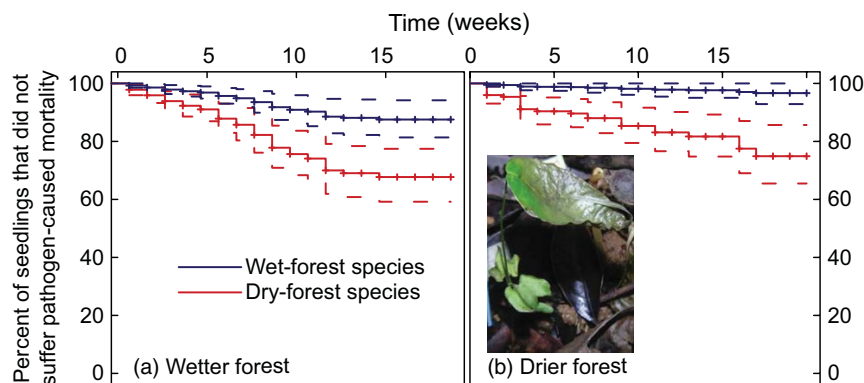 Time (weeks)
0 5 10 15 0 5 10 15
Percent of seedlings that did not
suffer pathogen-caused mortality
100 100
80 80
60 60
40 40
20 20
0 0
Wet-forest species
Dry-forest species
(a) Wetter forest
(b) Drier forest